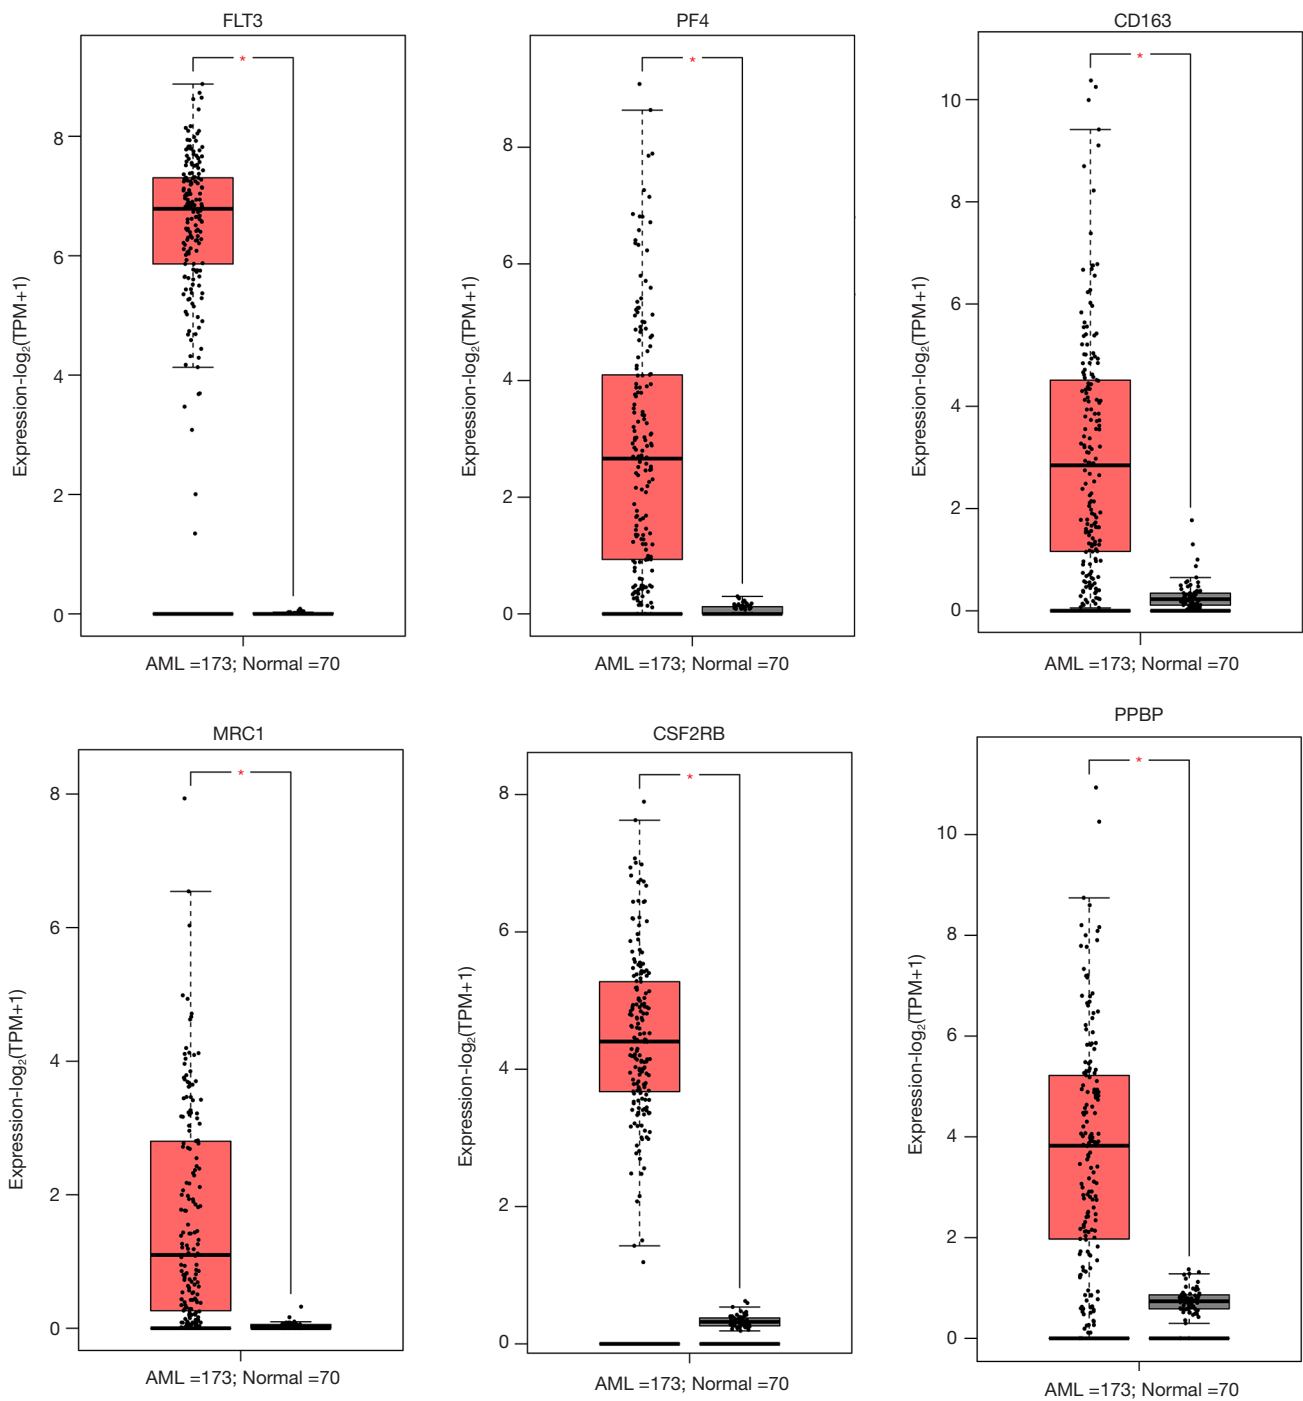 FLT3
*
8
6
4
2
0
Expression-log₂(TPM+1)
AML =173; Normal =70
PF4
*
8
6
4
2
0
Expression-log₂(TPM+1)
AML =173; Normal =70
CD163
*
10
8
6
4
2
0
Expression-log₂(TPM+1)
AML =173; Normal =70
MRC1
*
8
6
4
2
0
Expression-log₂(TPM+1)
AML =173; Normal =70
CSF2RB
*
8
6
4
2
0
Expression-log₂(TPM+1)
AML =173; Normal =70
PPBP
*
10
8
6
4
2
0
Expression-log₂(TPM+1)
AML =173; Normal =70